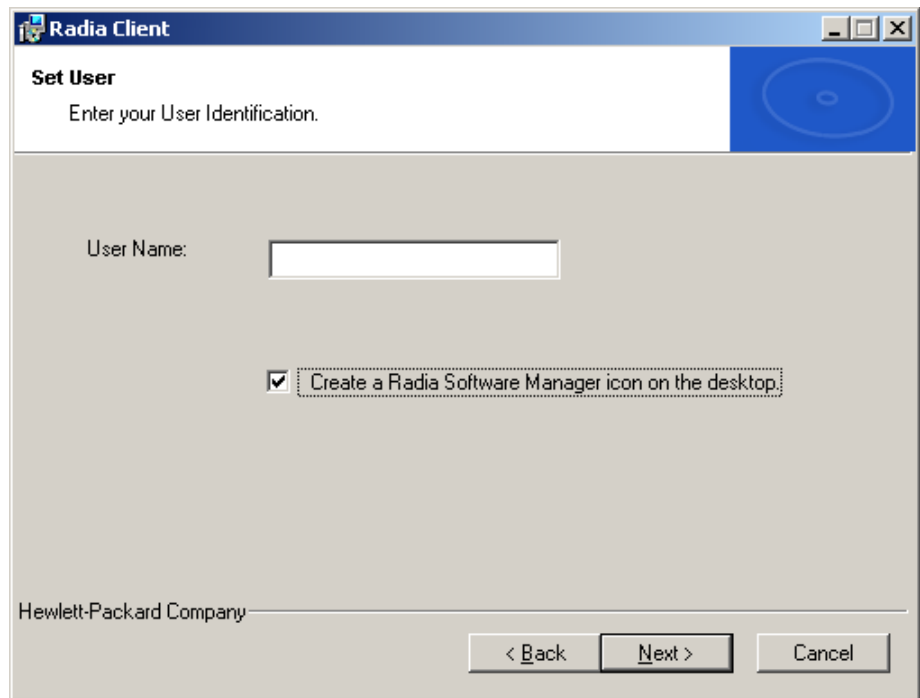 Radia Client
Set User
Enter your User Identification.
User Name:
Create a Radia Software Manager icon on the desktop.
Hewlett-Packard Company
< Back Next > Cancel